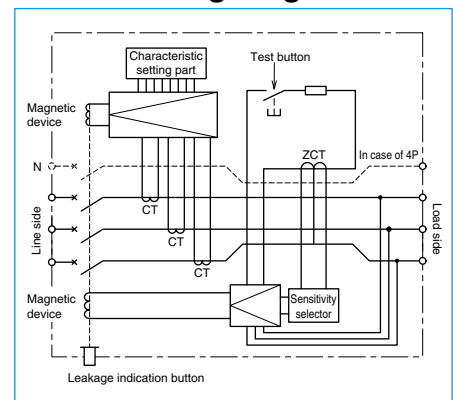 Characteristic
setting part
Test button
Magnetic
device
N
ZCT
In case of 4P
CT
CT
CT
Line side
Load side
Magnetic
device
Sensitivity
selector
Leakage indication button